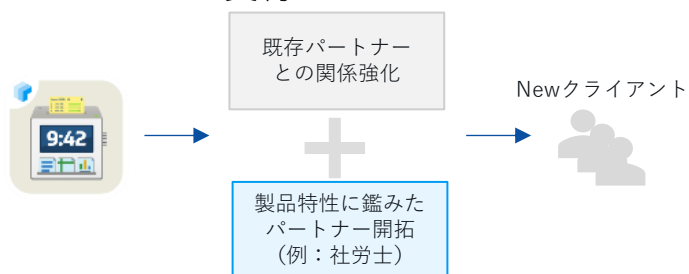 既存パートナー
との関係強化
Newクライアント
9:42
製品特性に鑑みた
パートナー開拓
（例：社労士）